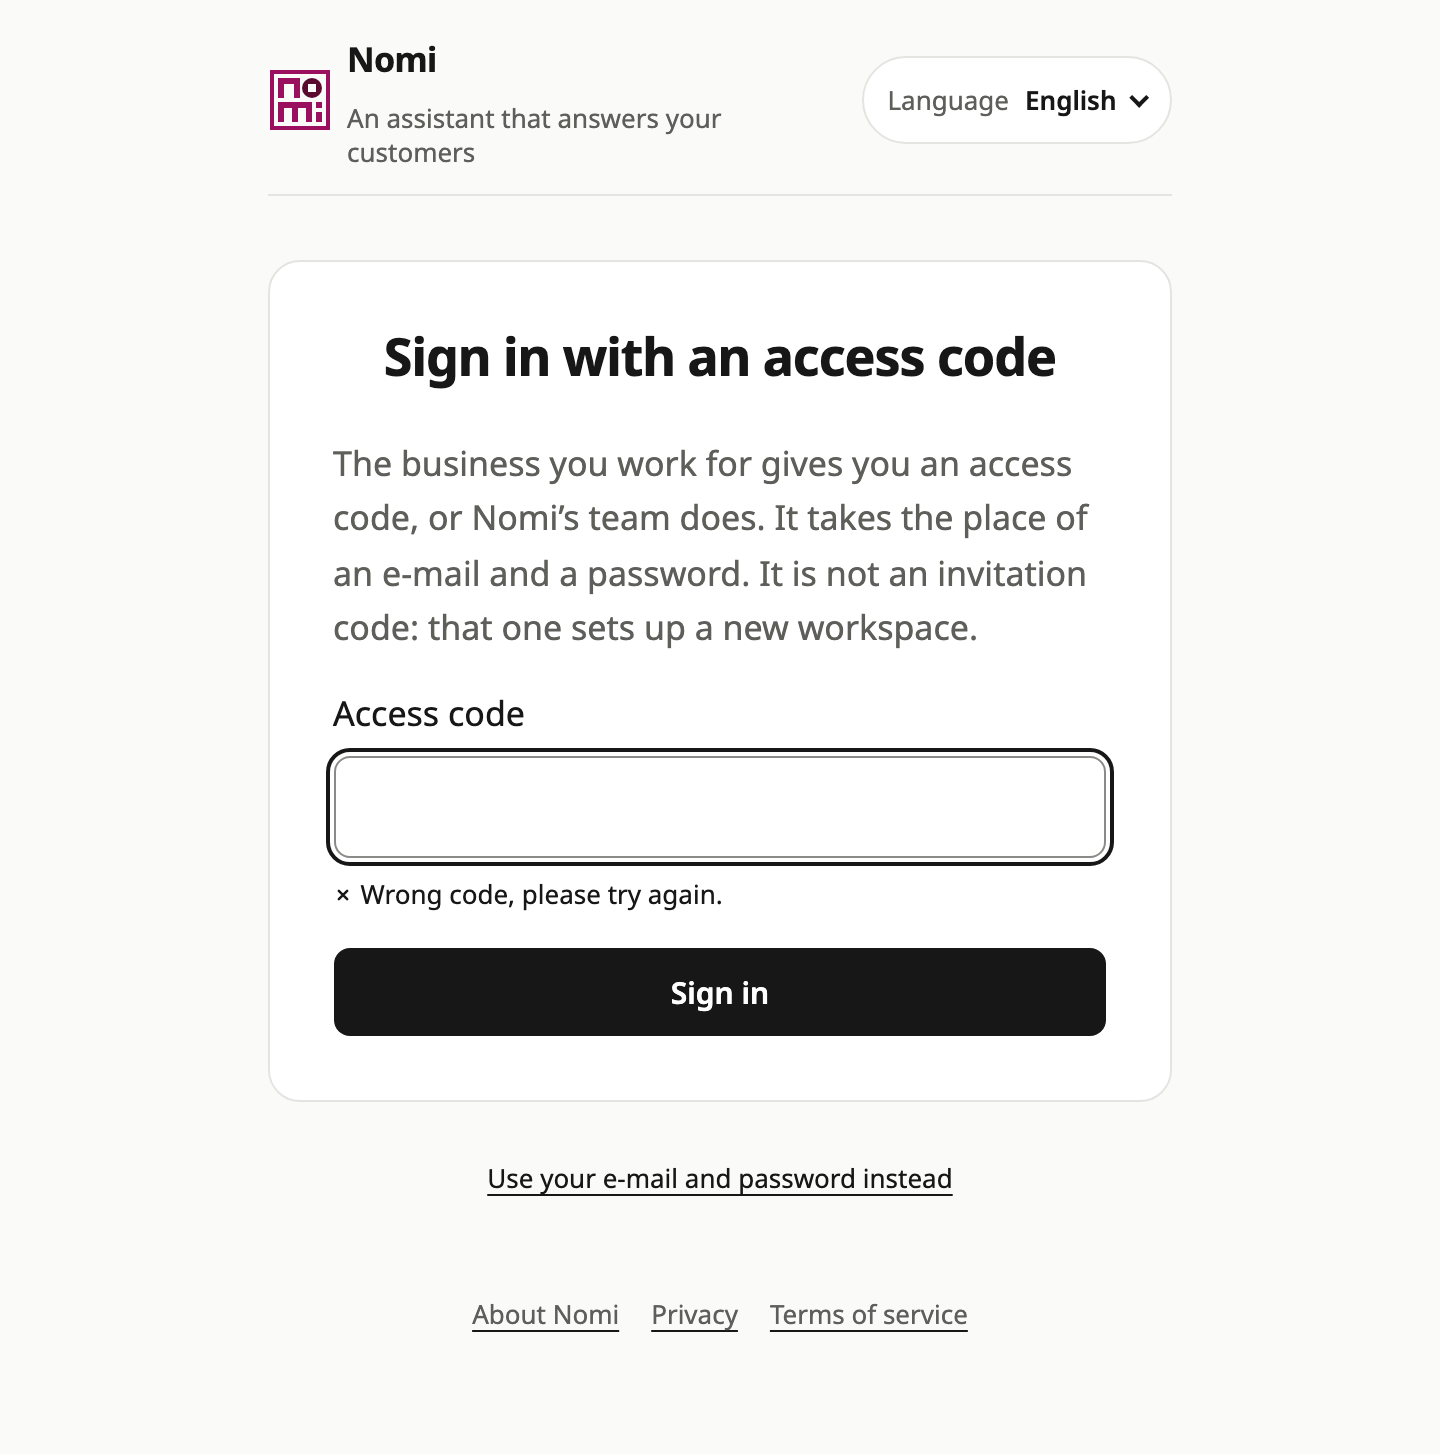 nomi
Nomi
An assistant that answers your
customers
Language English
Sign in with an access code
The business you work for gives you an access
code, or Nomi’s team does. It takes the place of
an e-mail and a password. It is not an invitation
code: that one sets up a new workspace.
Access code
× Wrong code, please try again.
Sign in
Use your e-mail and password instead
About Nomi Privacy Terms of service